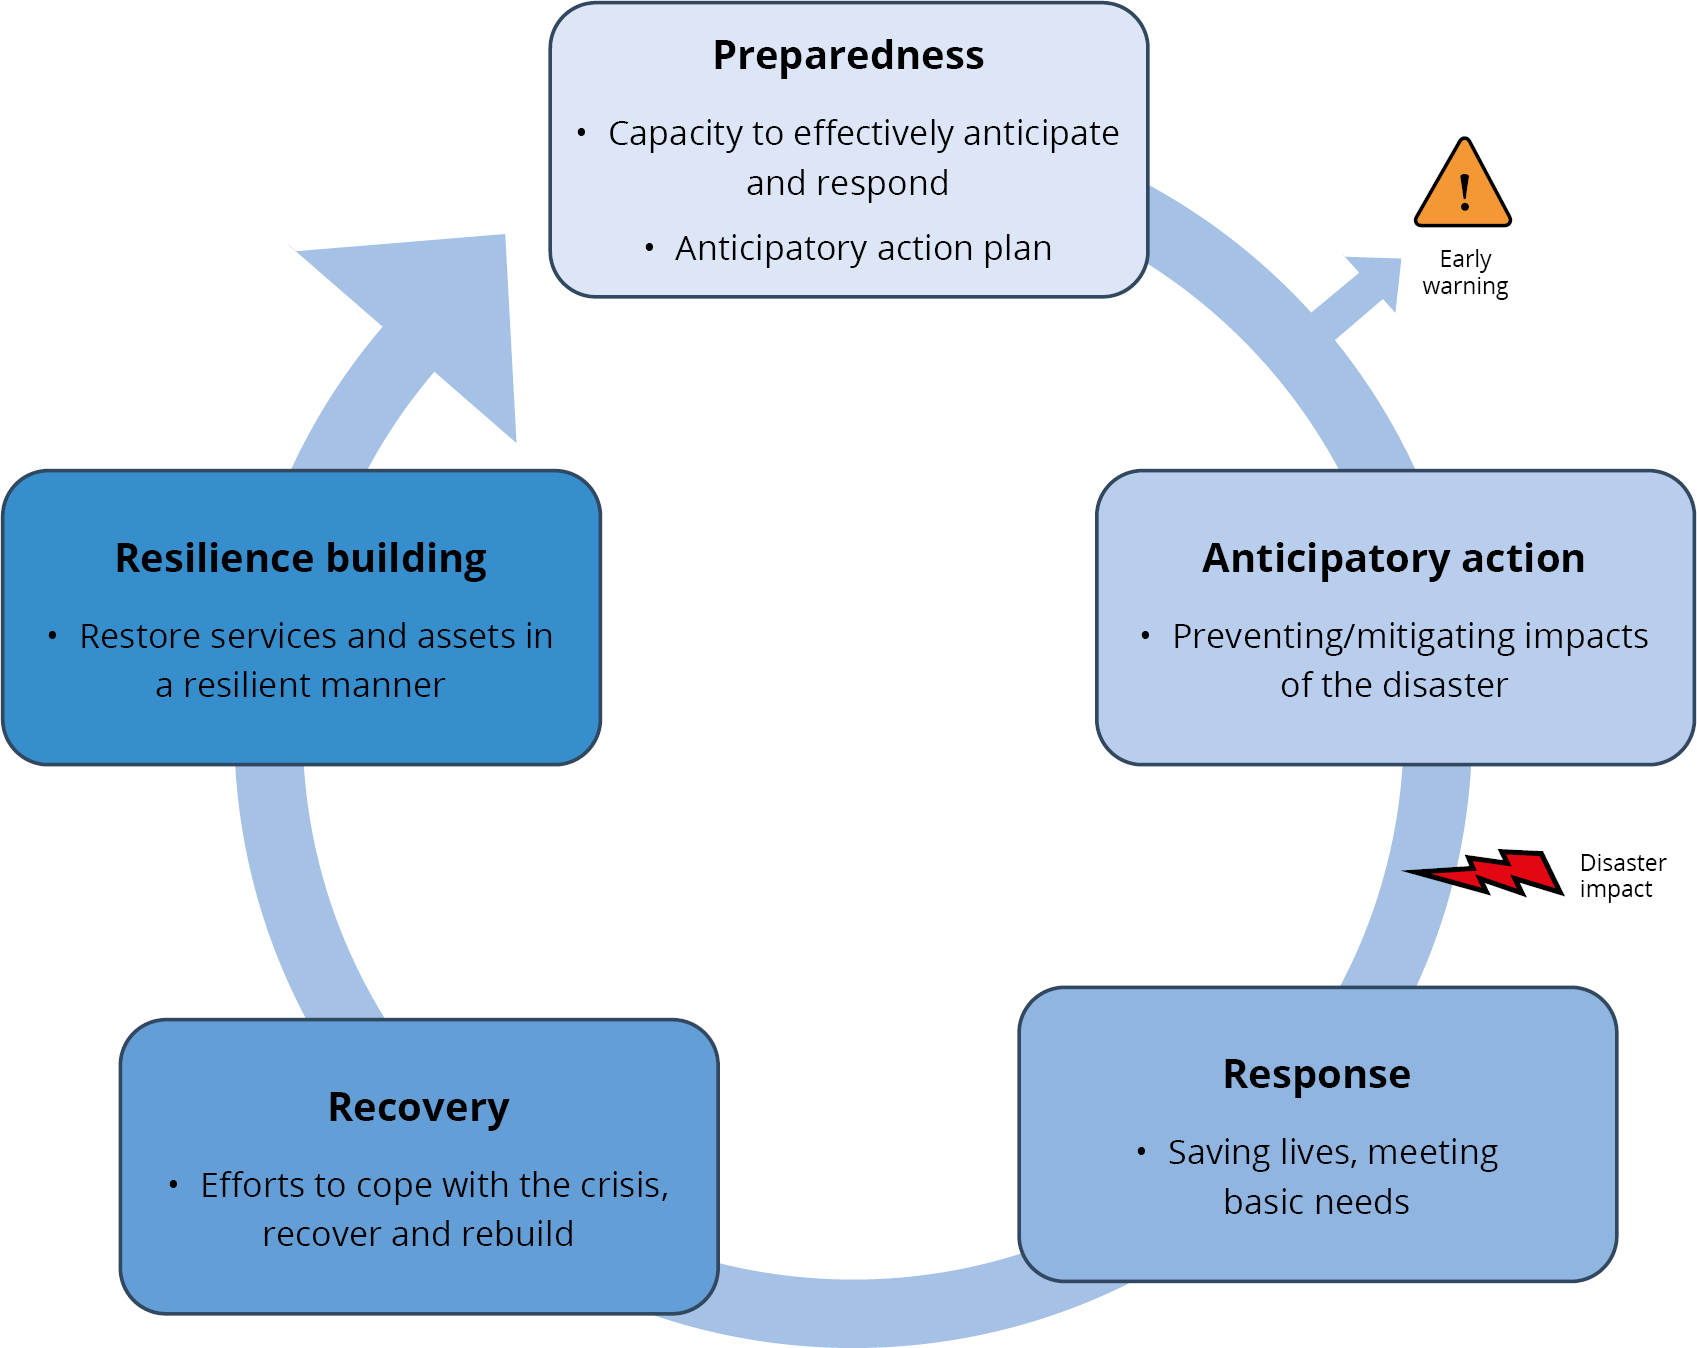 Preparedness
• Capacity to effectively anticipate
and respond
• Anticipatory action plan
!
Early
warning
Anticipatory action
• Preventing/mitigating impacts
of the disaster
Disaster
impact
Response
• Saving lives, meeting
basic needs
Recovery
• Efforts to cope with the crisis,
recover and rebuild
Resilience building
• Restore services and assets in
a resilient manner